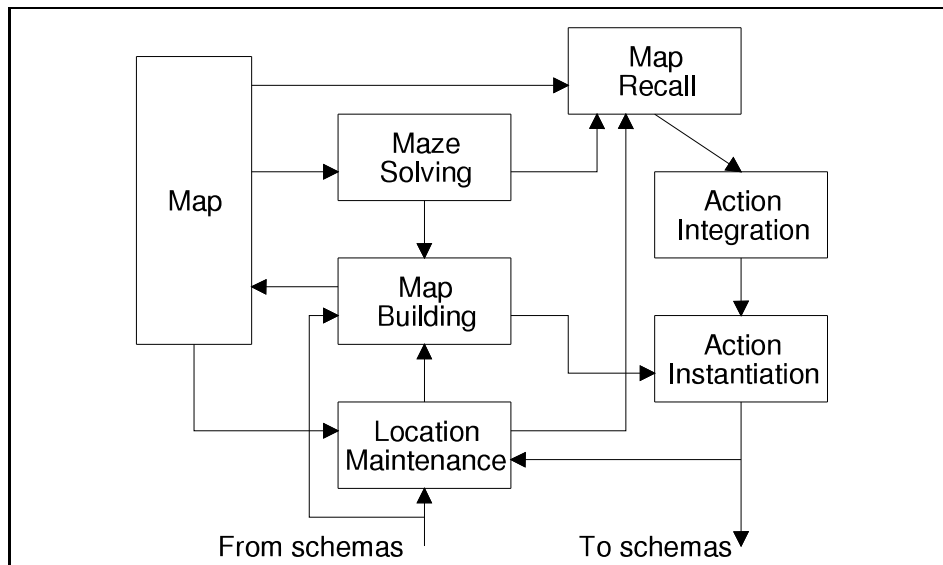 Map
Recall
Maze
Solving
Map
Action
Integration
Map
Building
Action
Instantiation
Location
Maintenance
From schemas
To schemas